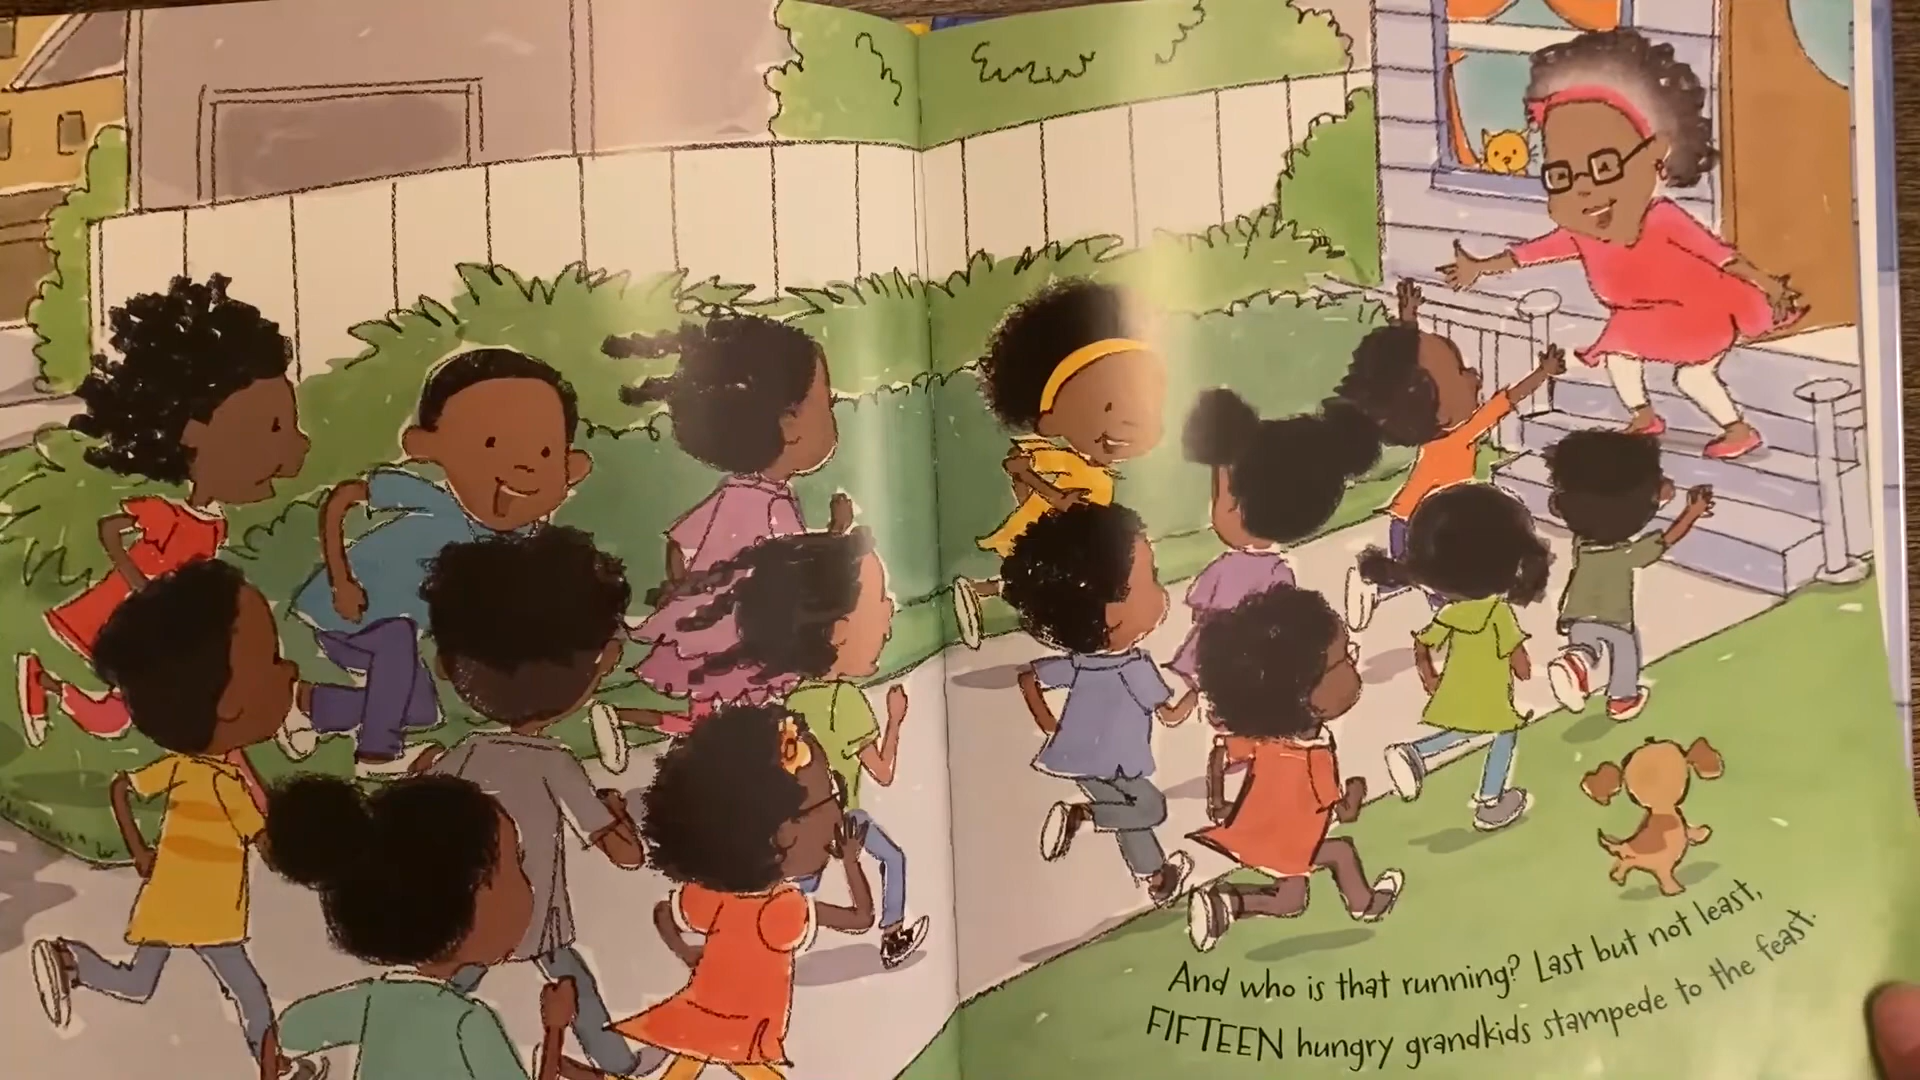 And who is that running? Last but not least,
FIFTEEN hungry grandkids stampede to the feast.